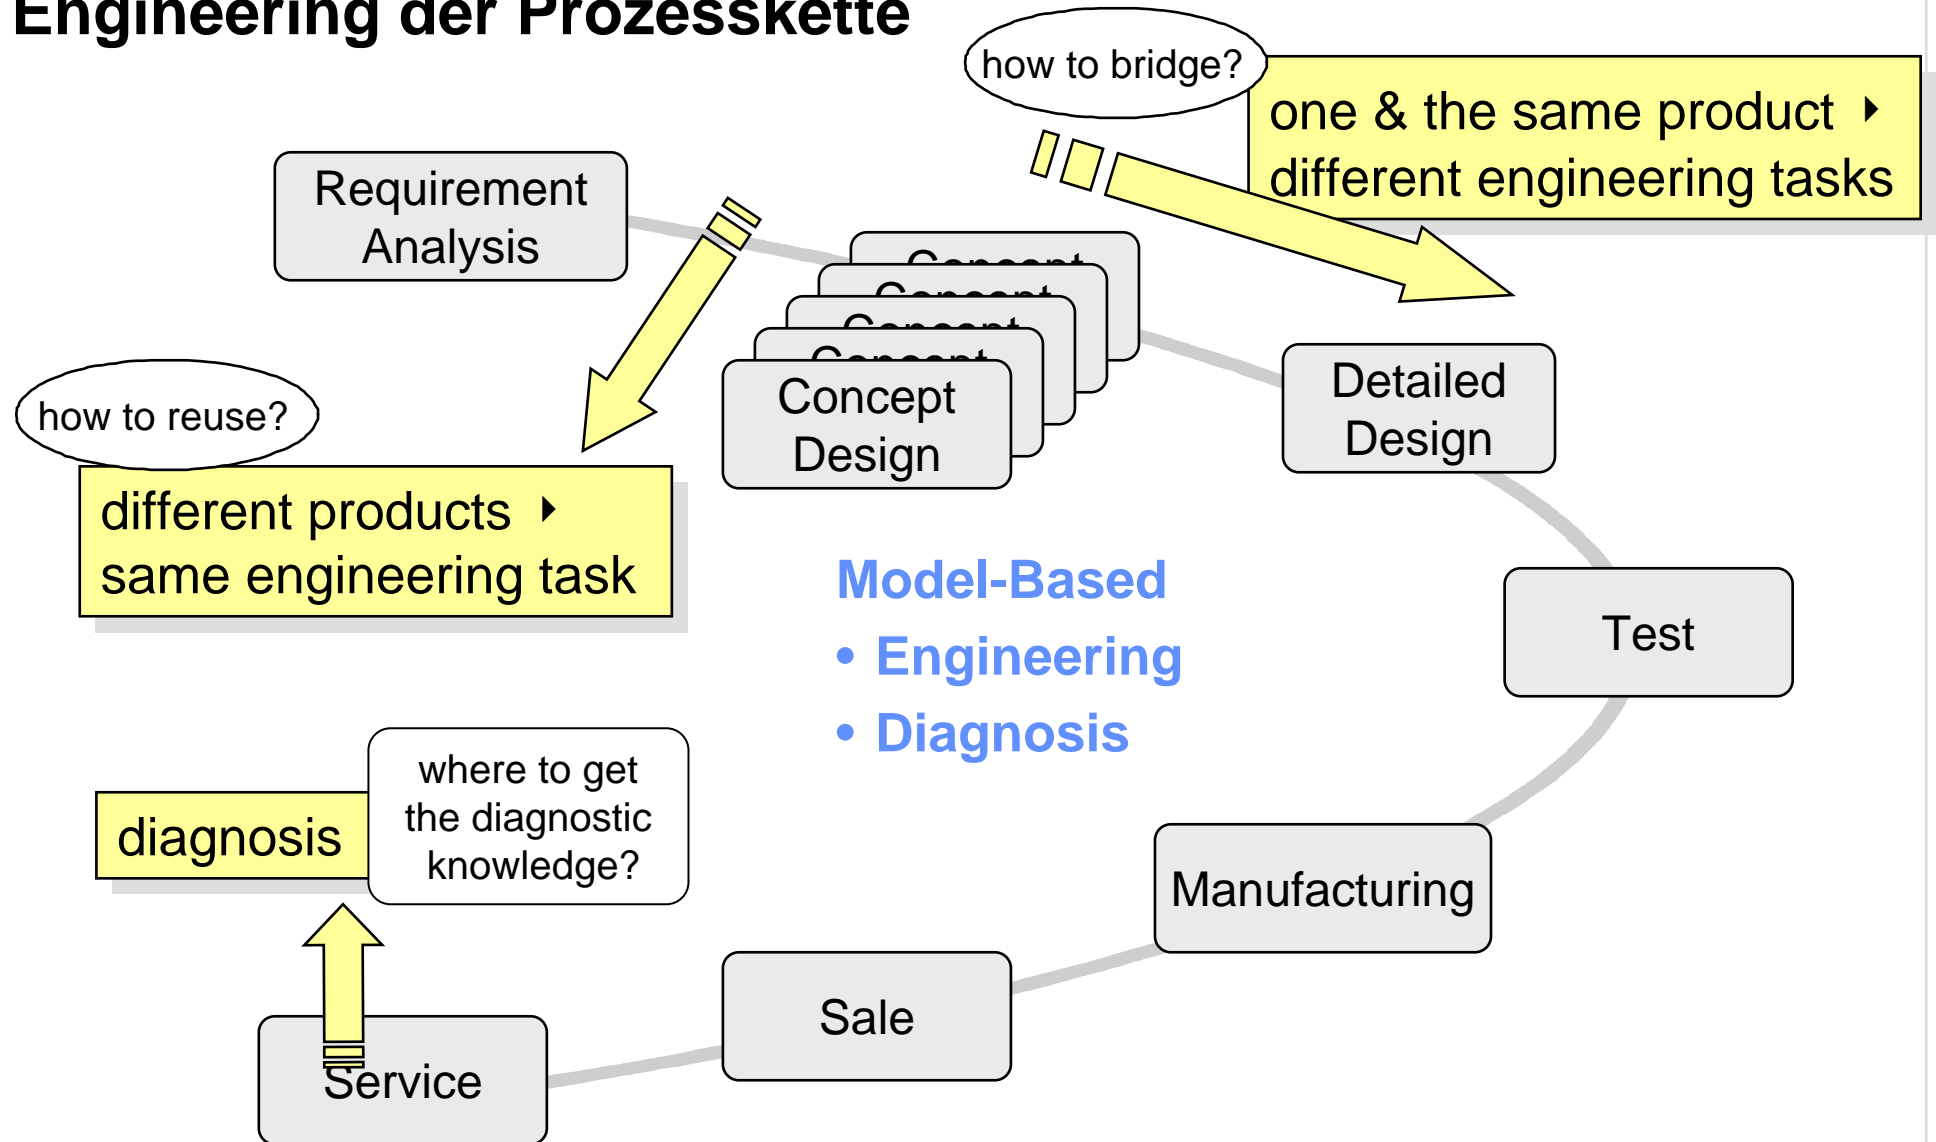 Engineering der Prozesskette
how to bridge?
one & the same product ▸
different engineering tasks
Requirement
Analysis
Concept
Concept
Concept
Concept
Concept
Design
Detailed
Design
how to reuse?
different products ▸
same engineering task
Model-Based
• Engineering
• Diagnosis
Test
where to get
the diagnostic
knowledge?
diagnosis
Manufacturing
Sale
Service